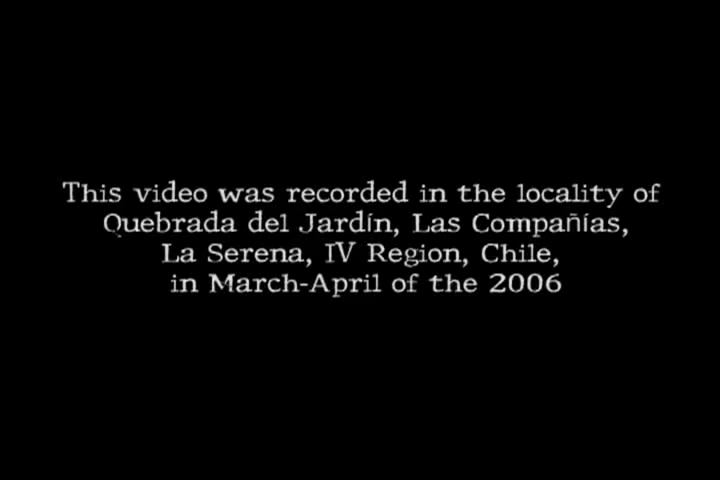 This video was recorded in the locality of
Quebrada del Jardín, Las Compañías,
La Serena, IV Region, Chile,
in March-April of the 2006